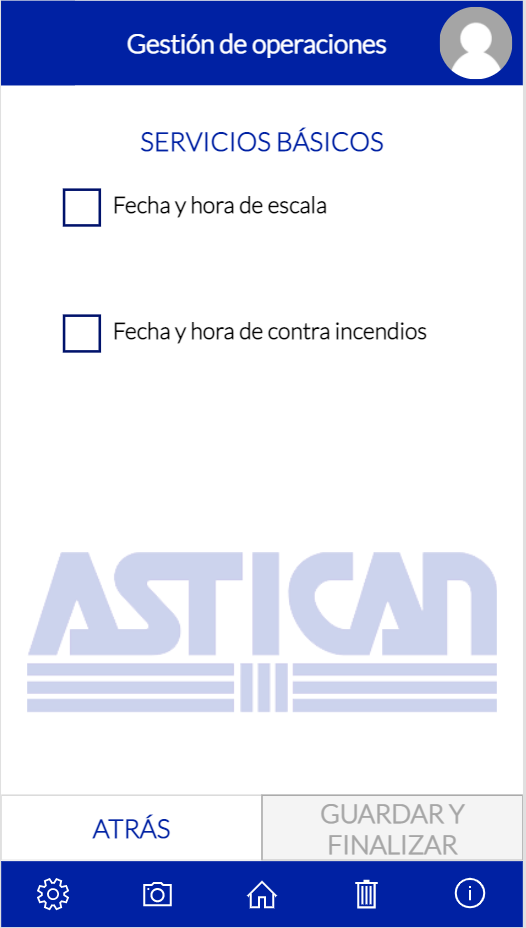 Gestión de operaciones
SERVICIOS BÁSICOS
Fecha y hora de escala
Fecha y hora de contra incendios
ASTICAN
ATRÁS
GUARDAR Y
FINALIZAR